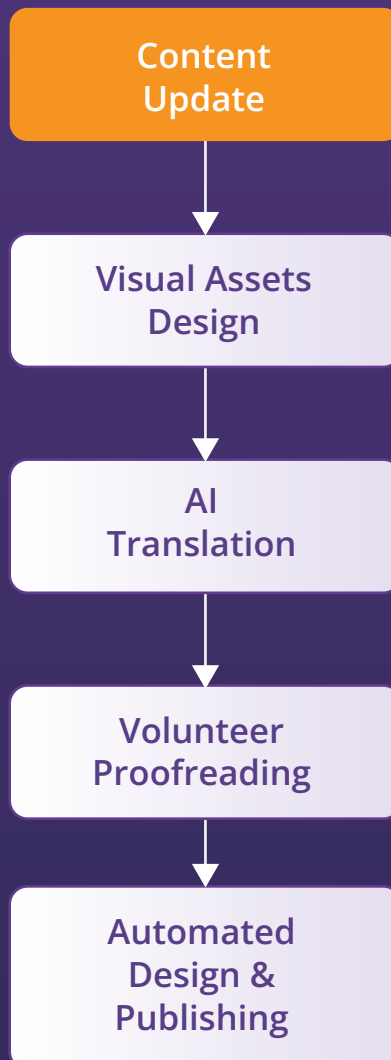 Content
Update
Visual Assets
Design
AI
Translation
Volunteer
Proofreading
Automated
Design &
Publishing